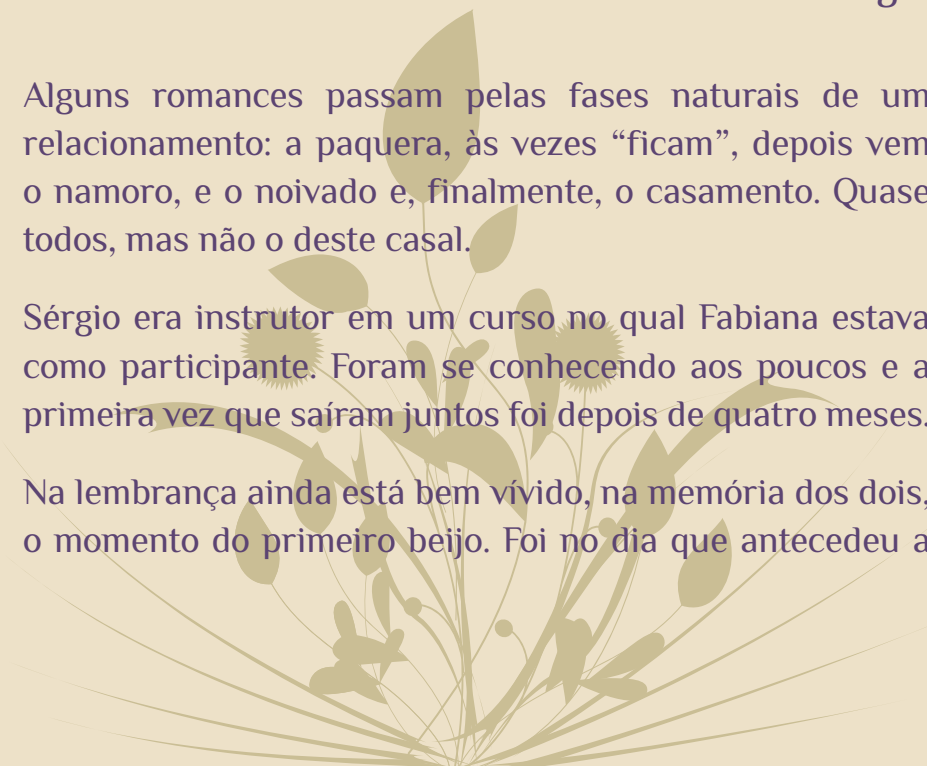 Alguns romances passam pelas fases naturais de um
relacionamento: a paquera, às vezes “ficam”, depois vem
o namoro, e o noivado e, finalmente, o casamento. Quase
todos, mas não o deste casal.
Sérgio era instrutor em um curso no qual Fabiana estava
como participante. Foram se conhecendo aos poucos e a
primeira vez que saíram juntos foi depois de quatro meses.
Na lembrança ainda está bem vívido, na memória dos dois,
o momento do primeiro beijo. Foi no dia que antecedeu a